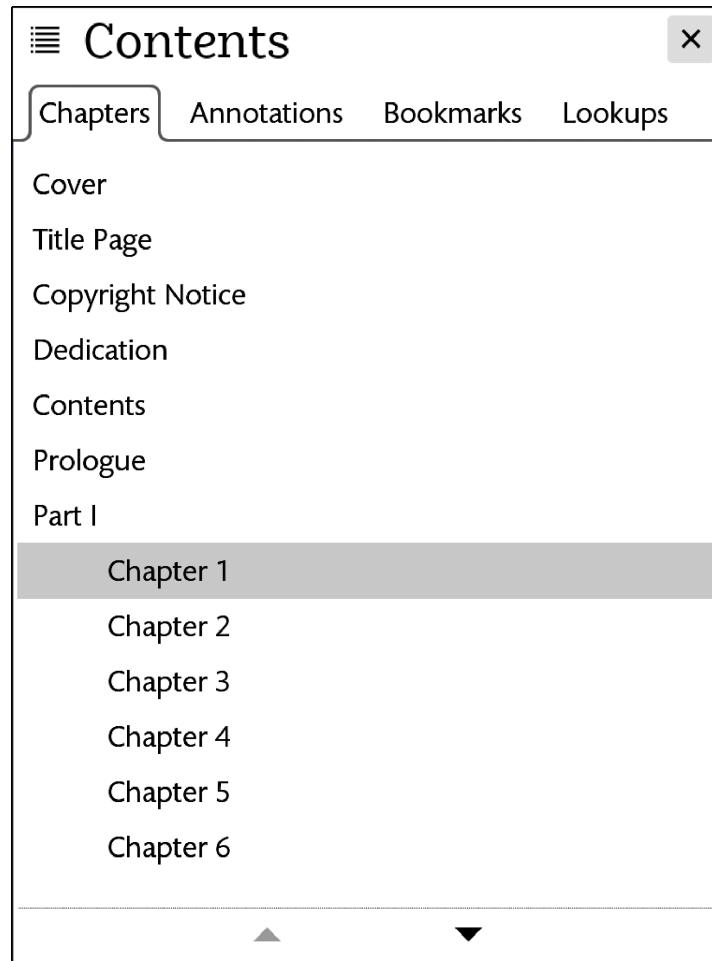 Contents
Chapters Annotations Bookmarks Lookups
Cover
Title Page
Copyright Notice
Dedication
Contents
Prologue
Part I
Chapter 1
Chapter 2
Chapter 3
Chapter 4
Chapter 5
Chapter 6